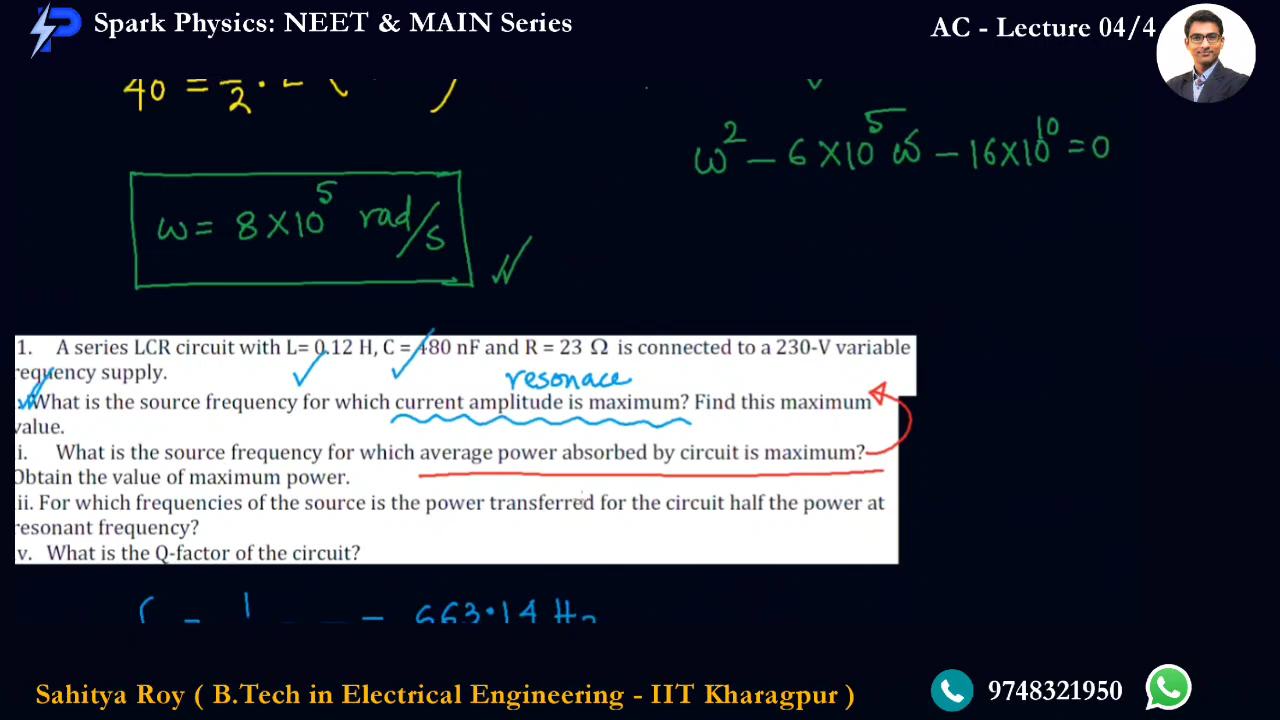 Spark Physics: NEET & MAIN Series
AC - Lecture 04/4
40 = 1/2 ·
ω² – 6×10⁵ ω – 16×10¹⁰ = 0
ω = 8×10⁵ rad/s
1. A series LCR circuit with L= 0.12 H, C = 480 nF and R = 23 Ω is connected to a 230-V variable
requency supply.
resonace
What is the source frequency for which current amplitude is maximum? Find this maximum
value.
i. What is the source frequency for which average power absorbed by circuit is maximum?
Obtain the value of maximum power.
ii. For which frequencies of the source is the power transferred for the circuit half the power at
resonant frequency?
v. What is the Q-factor of the circuit?
= 663.14 Hz
Sahitya Roy ( B.Tech in Electrical Engineering - IIT Kharagpur )
9748321950